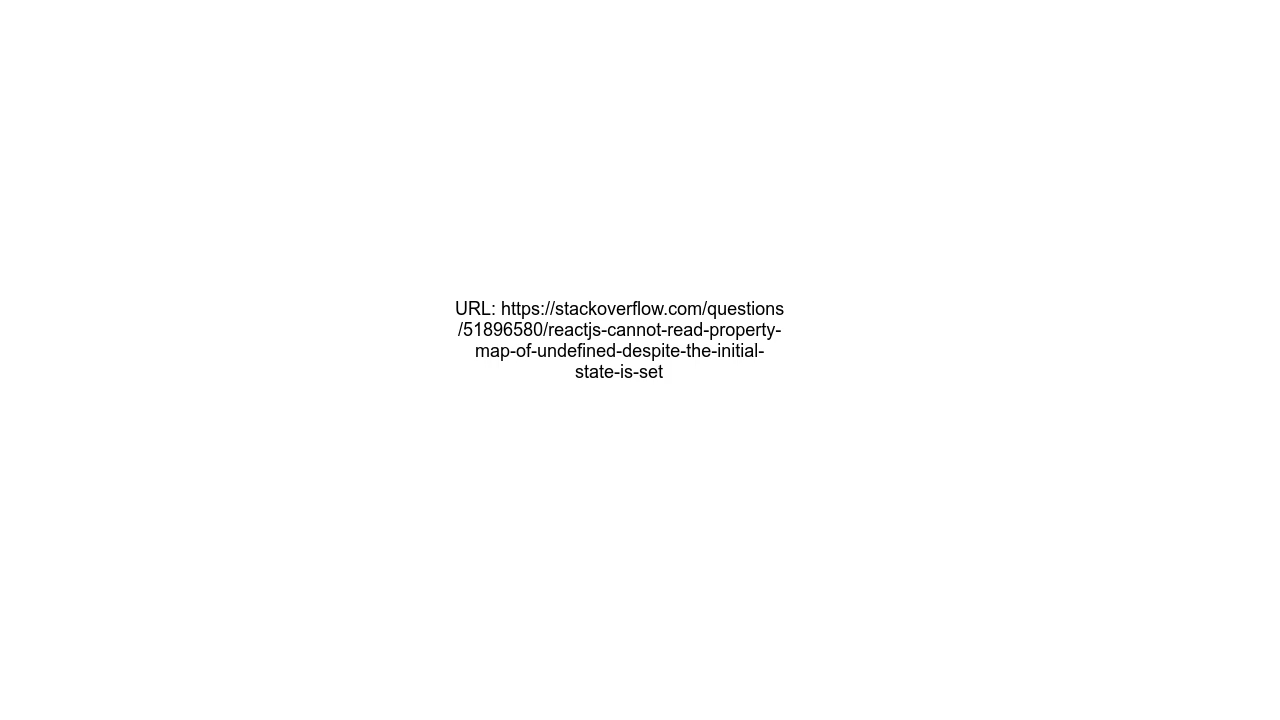 URL: https://stackoverflow.com/questions
/51896580/reactjs-cannot-read-property-
map-of-undefined-despite-the-initial-
state-is-set